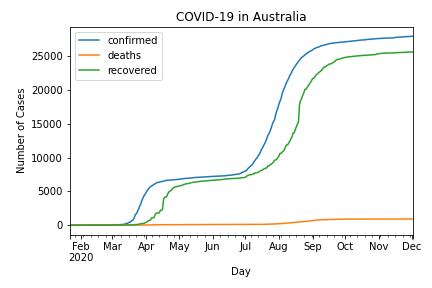 COVID-19 in Australia
confirmed
deaths
recovered
Number of Cases
25000
20000
15000
10000
5000
0
Feb Mar Apr May Jun Jul Aug Sep Oct Nov Dec
2020
Day